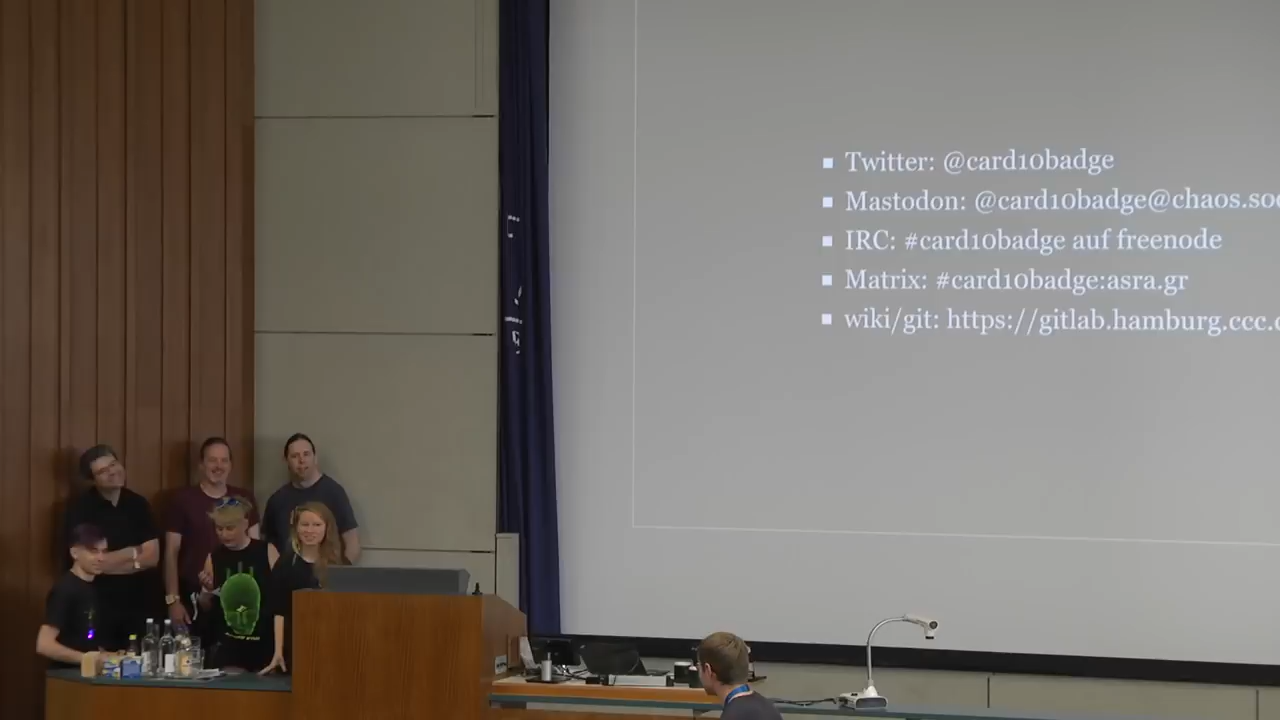 Twitter: @card10badge
Mastodon: @card10badge@chaos.soc
IRC: #card10badge auf freenode
Matrix: #card10badge:asra.gr
wiki/git: https://gitlab.hamburg.ccc.